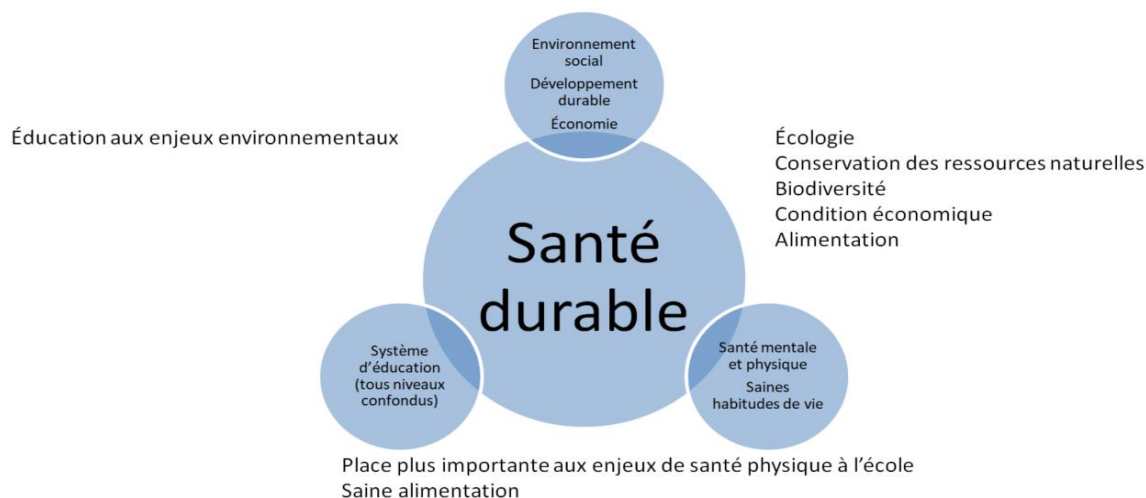 Environnement
social
Développement
durable
Économie
Éducation aux enjeux environnementaux
Écologie
Conservation des ressources naturelles
Biodiversité
Condition économique
Alimentation
Santé
durable
Système
d'éducation
(tous niveaux
confondus)
Santé mentale
et physique
Saines
habitudes de vie
Place plus importante aux enjeux de santé physique à l'école
Saine alimentation